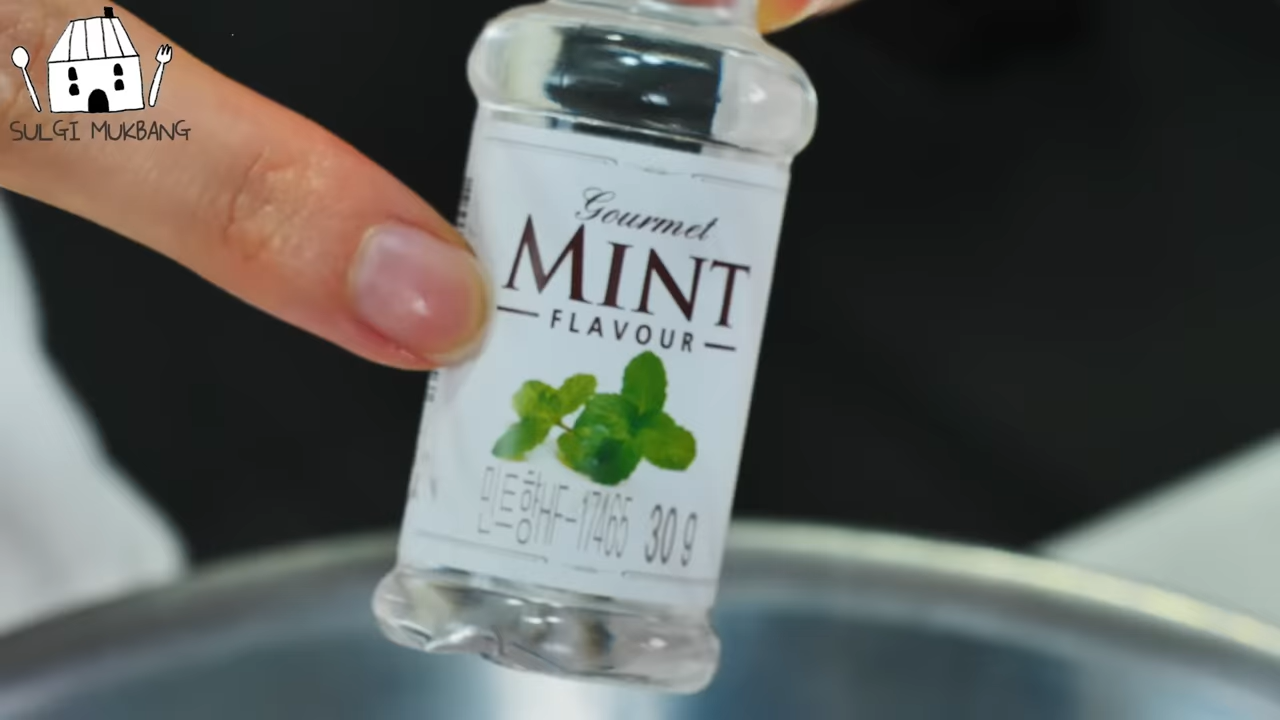 SULGI MUKBANG
Gourmet
MINT
FLAVOUR
민트향HF-17465 30g